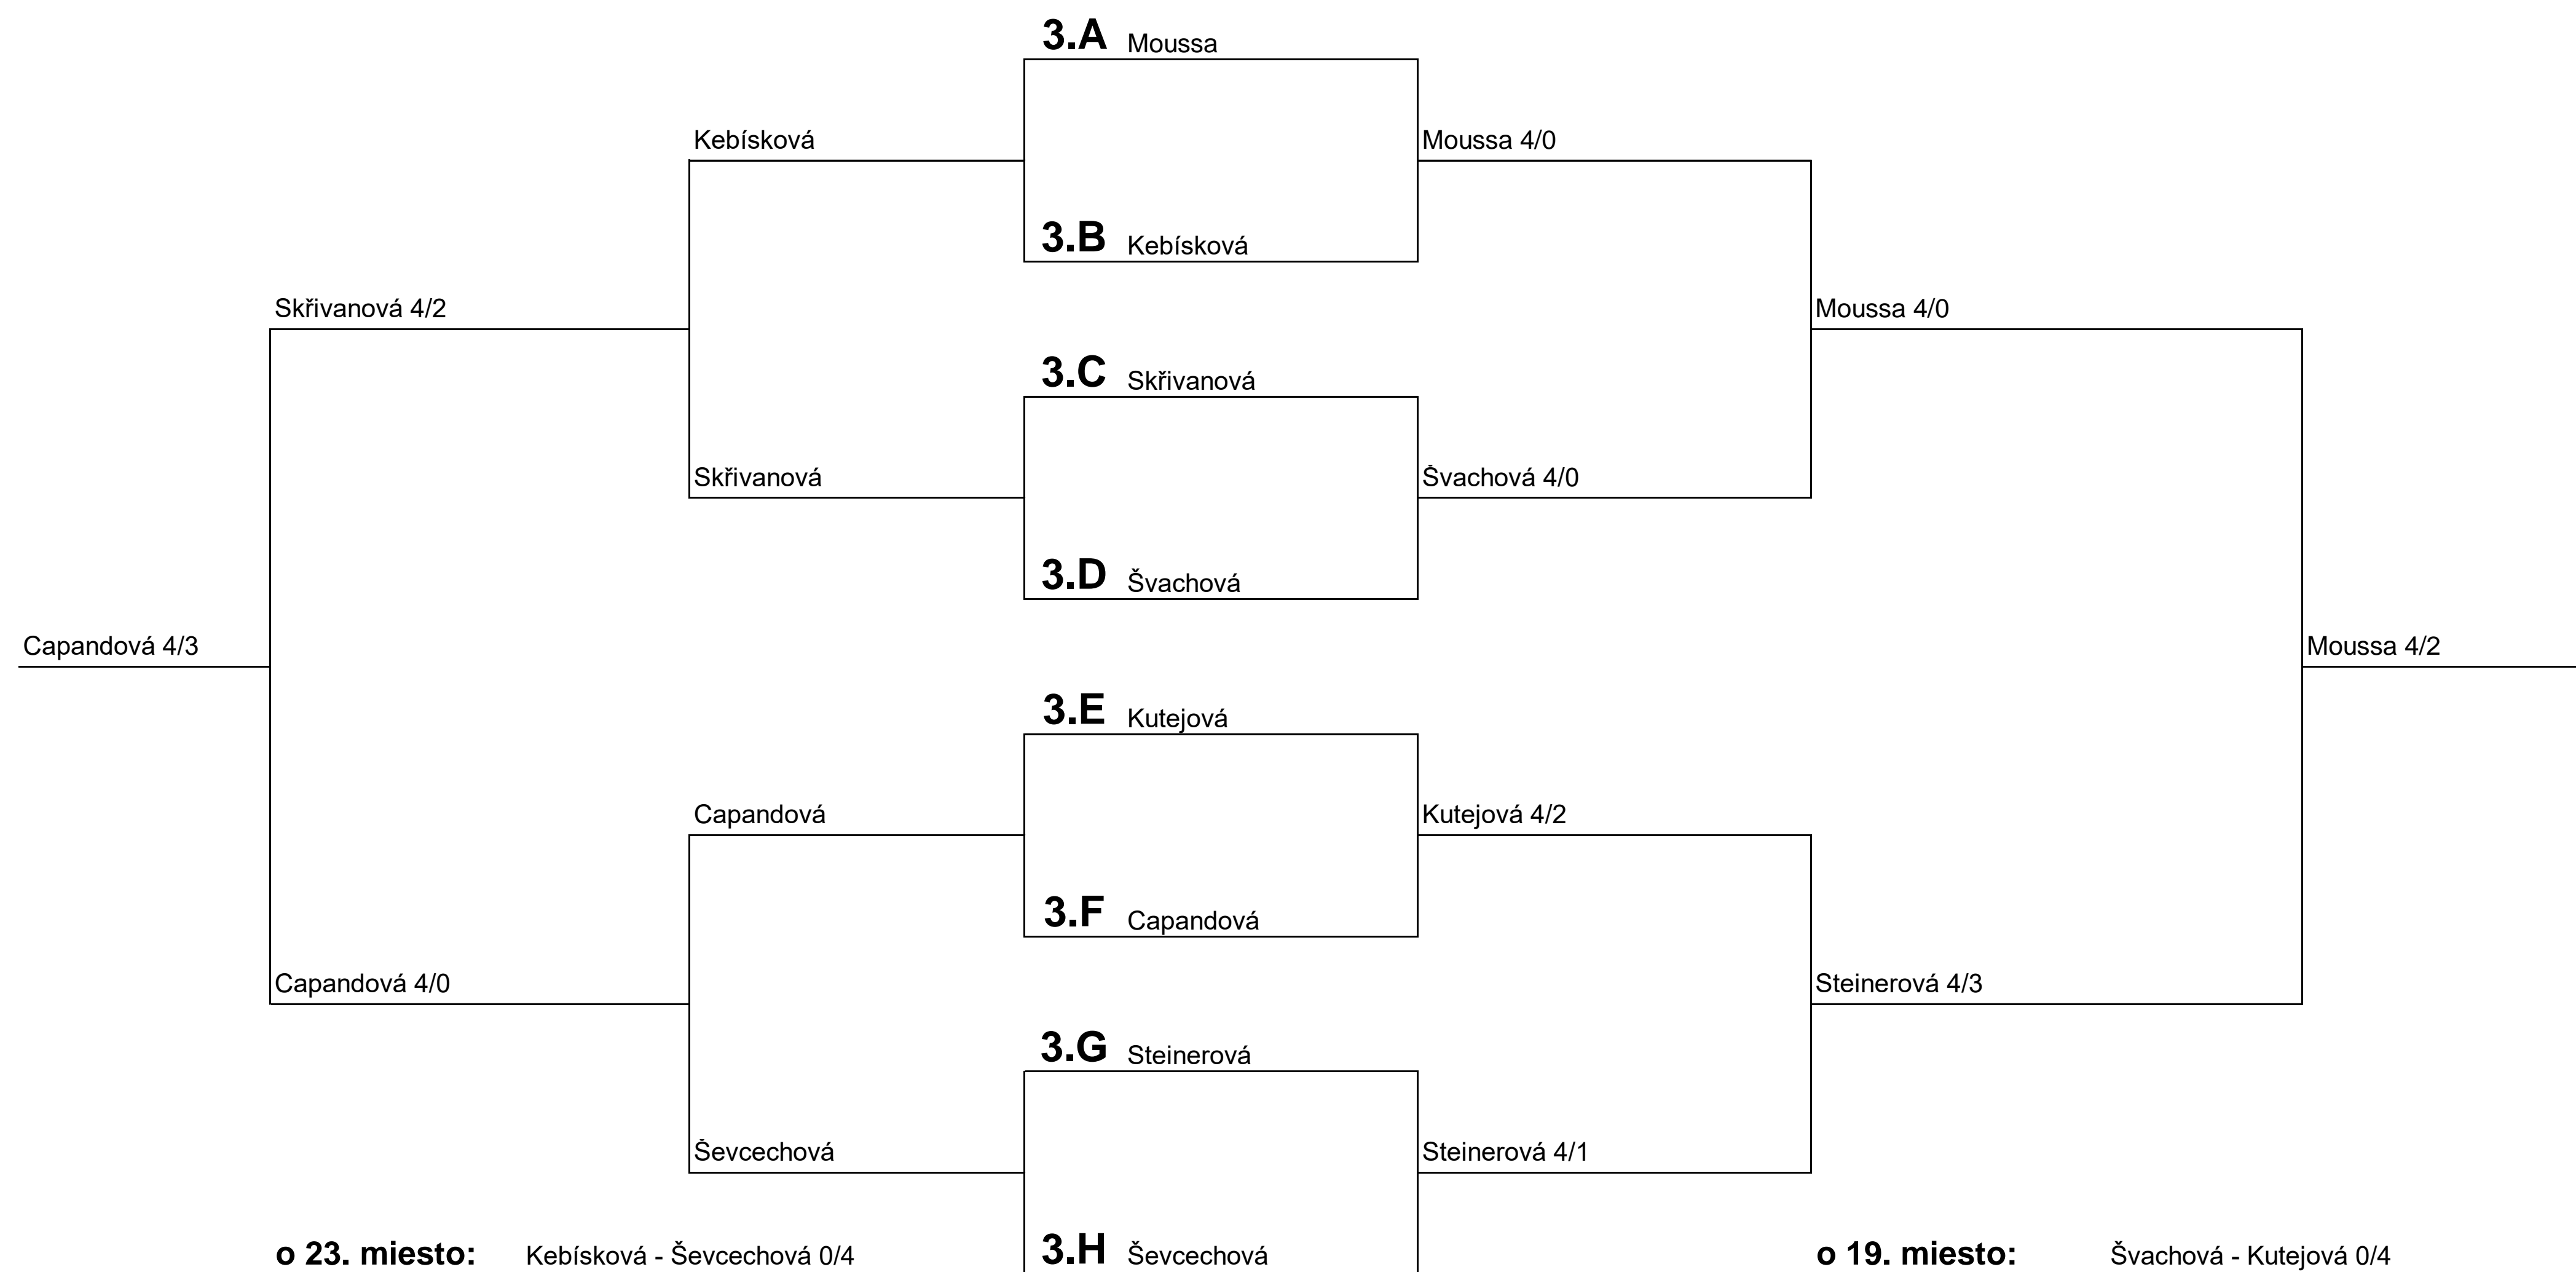 3.A Moussa
Kebísková
Moussa 4/0
3.B Kebísková
Skřivanová 4/2
Moussa 4/0
3.C Skřivanová
Skřivanová
Švachová 4/0
3.D Švachová
Capandová 4/3
Moussa 4/2
3.E Kutejová
Capandová
Kutejová 4/2
3.F Capandová
Capandová 4/0
Steinerová 4/3
3.G Steinerová
Ševcechová
Steinerová 4/1
o 23. miesto: Kebísková - Ševcechová 0/4
3.H Ševcechová
o 19. miesto: Švachová - Kutejová 0/4